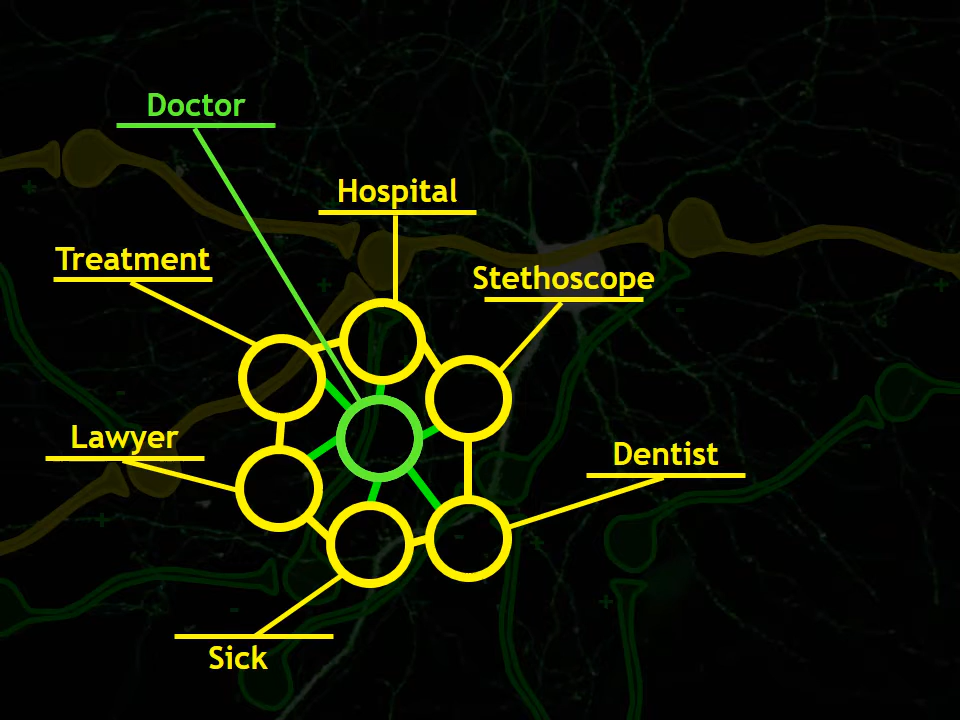 Doctor
Hospital
Treatment
Stethoscope
Lawyer
Dentist
Sick